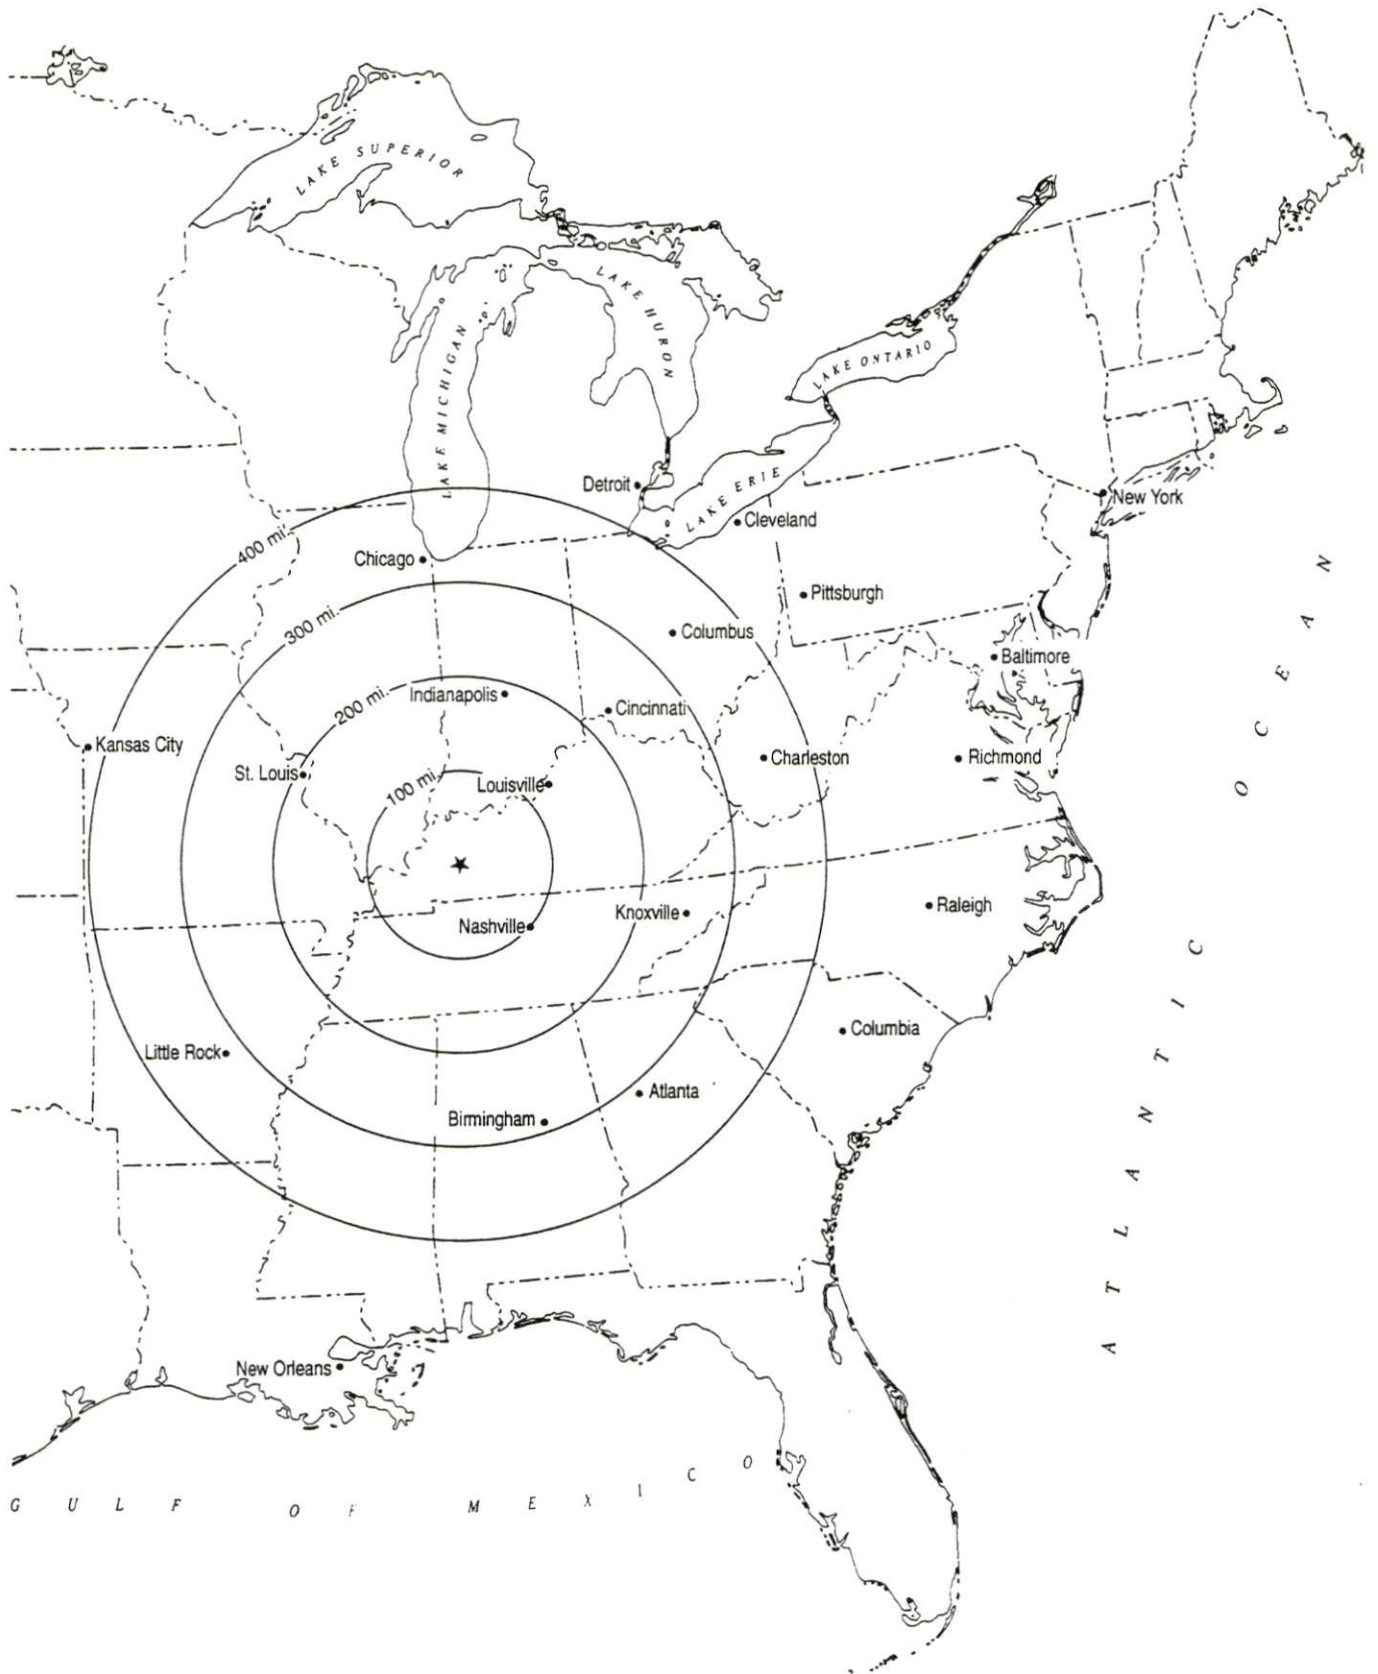 LAKE SUPERIOR
LAKE HURON
LAKE MICHIGAN
LAKE ONTARIO
LAKE ERIE
Detroit
New York
Cleveland
400 mi.
Chicago
Pittsburgh
300 mi.
Columbus
Baltimore
200 mi.
Indianapolis
Cincinnati
Kansas City
Charleston
Richmond
St. Louis
100 mi.
Louisville
Raleigh
Knoxville
Nashville
Columbia
Little Rock
Atlanta
Birmingham
New Orleans
ATLANTIC OCEAN
GULF OF MEXICO